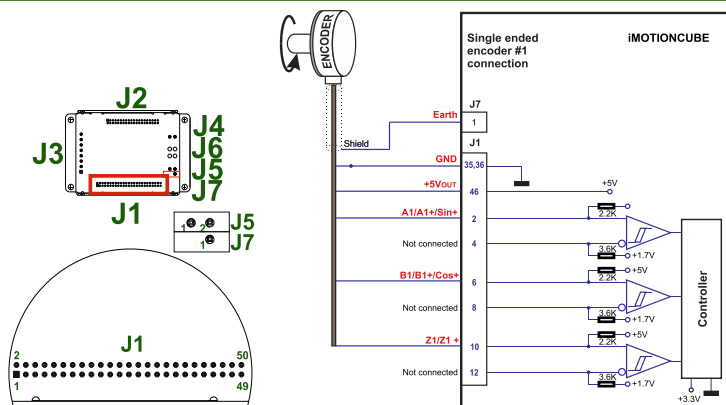 J2
J4
J3
J6
J5
J7
J1
1
2
J5
1
J7
J1
2
50
1
49
ENCODER
Single ended
encoder #1
connection
iMOTIONCUBE
J7
Earth
1
Shield
J1
GND
35,36
+5VOUT
46
+5V
A1/A1+/Sin+
2
2.2K
Not connected
4
3.6K
+1.7V
+5V
B1/B1+/Cos+
6
2.2K
Not connected
8
3.6K
+1.7V
+5V
Z1/Z1 +
10
2.2K
Not connected
12
3.6K
+1.7V
Controller
+3.3V